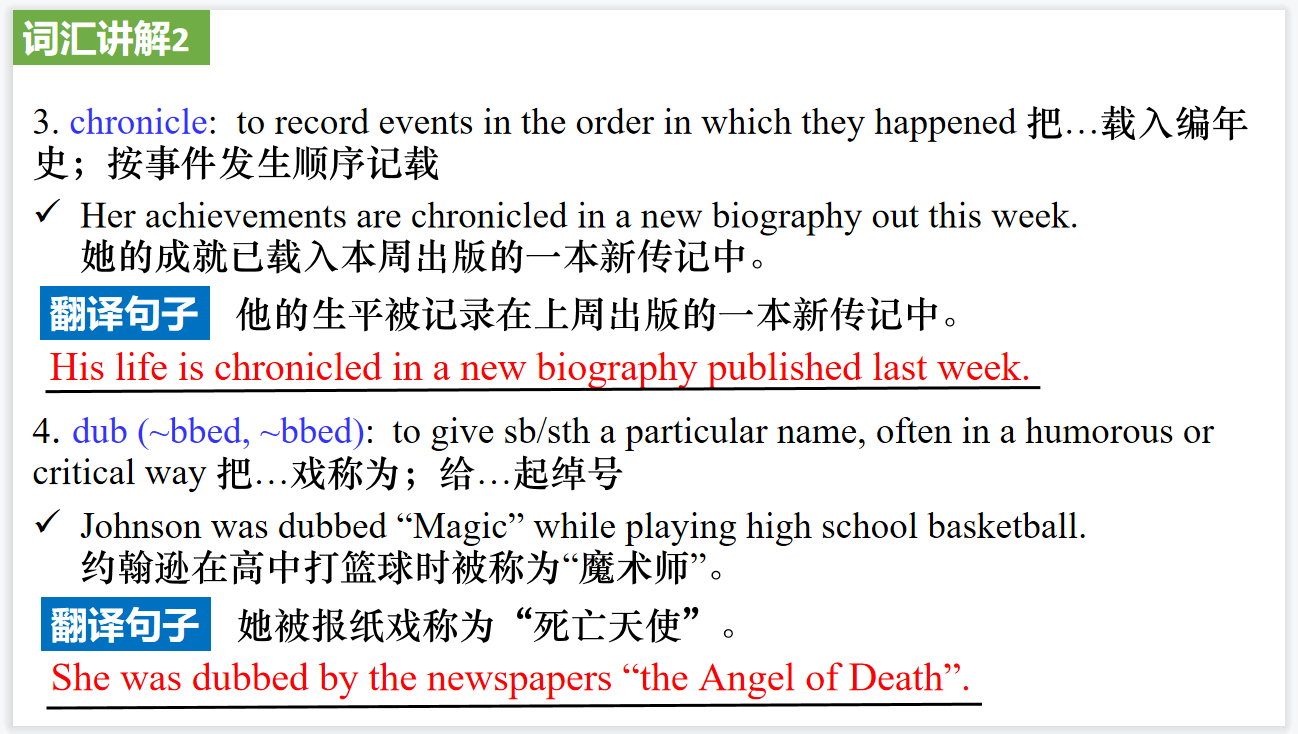 词汇讲解2
3. chronicle:  to record events in the order in which they happened 把…载入编年
史；按事件发生顺序记载
✓ Her achievements are chronicled in a new biography out this week.
她的成就已载入本周出版的一本新传记中。
翻译句子 他的生平被记录在上周出版的一本新传记中。
His life is chronicled in a new biography published last week.
4. dub (~bbed, ~bbed):  to give sb/sth a particular name, often in a humorous or
critical way 把…戏称为；给…起绰号
✓ Johnson was dubbed “Magic” while playing high school basketball.
约翰逊在高中打篮球时被称为“魔术师”。
翻译句子 她被报纸戏称为“死亡天使”。
She was dubbed by the newspapers “the Angel of Death”.